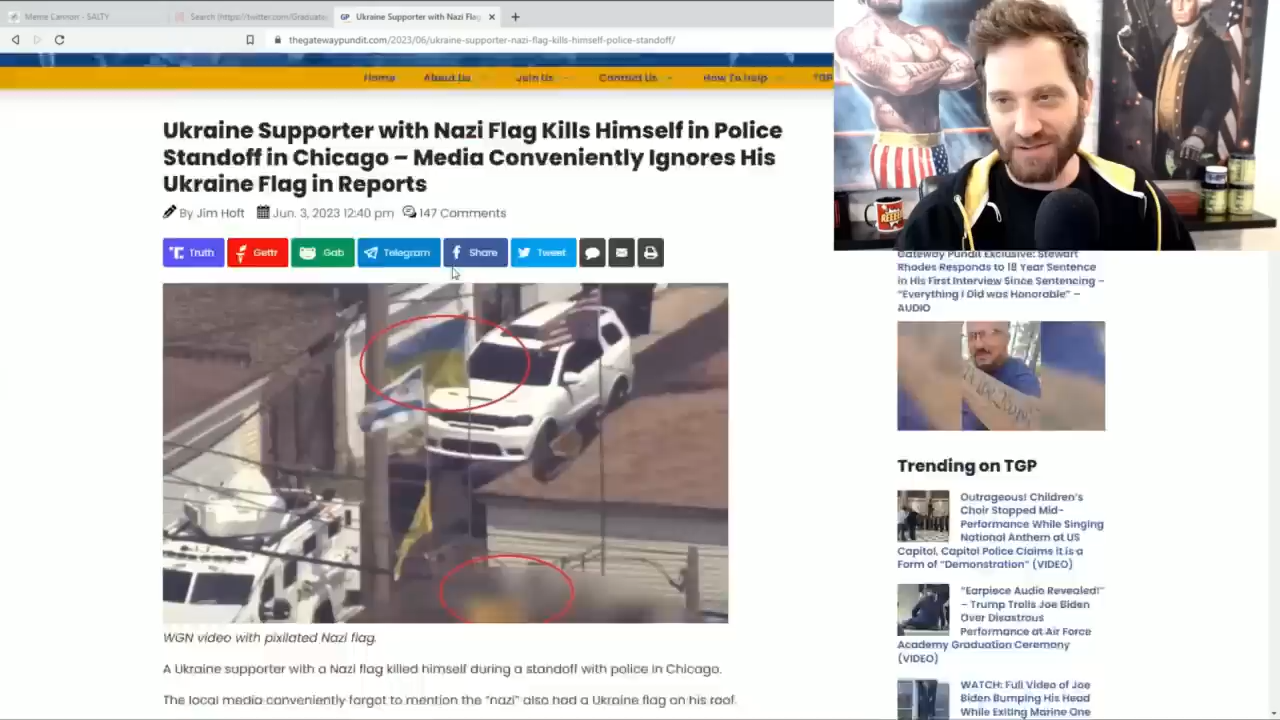 Meme Cannon - SALTY
Search (https://twitter.com/Graduate
GP Ukraine Supporter with Nazi Flag
thegatewaypundit.com/2023/06/ukraine-supporter-nazi-flag-kills-himself-police-standoff/
Home About Us Join Us Contact Us How To Help TGP
Ukraine Supporter with Nazi Flag Kills Himself in Police
Standoff in Chicago – Media Conveniently Ignores His
Ukraine Flag in Reports
By Jim Hoft Jun. 3, 2023 12:40 pm 147 Comments
Truth Gettr Gab Telegram Share Tweet
WGN video with pixilated Nazi flag.
A Ukraine supporter with a Nazi flag killed himself during a standoff with police in Chicago.
The local media conveniently forgot to mention the “nazi” also had a Ukraine flag on his roof.
Gateway Pundit Exclusive: Stewart
Rhodes Responds to 18 Year Sentence
in His First Interview Since Sentencing –
“Everything I Did was Honorable” –
AUDIO
Trending on TGP
Outrageous! Children’s
Choir Stopped Mid-
Performance While Singing
National Anthem at US
Capitol, Capitol Police Claims it is a
Form of “Demonstration” (VIDEO)
“Earpiece Audio Revealed!”
– Trump Trolls Joe Biden
Over Disastrous
Performance at Air Force
Academy Graduation Ceremony
(VIDEO)
WATCH: Full Video of Joe
Biden Bumping His Head
While Exiting Marine One